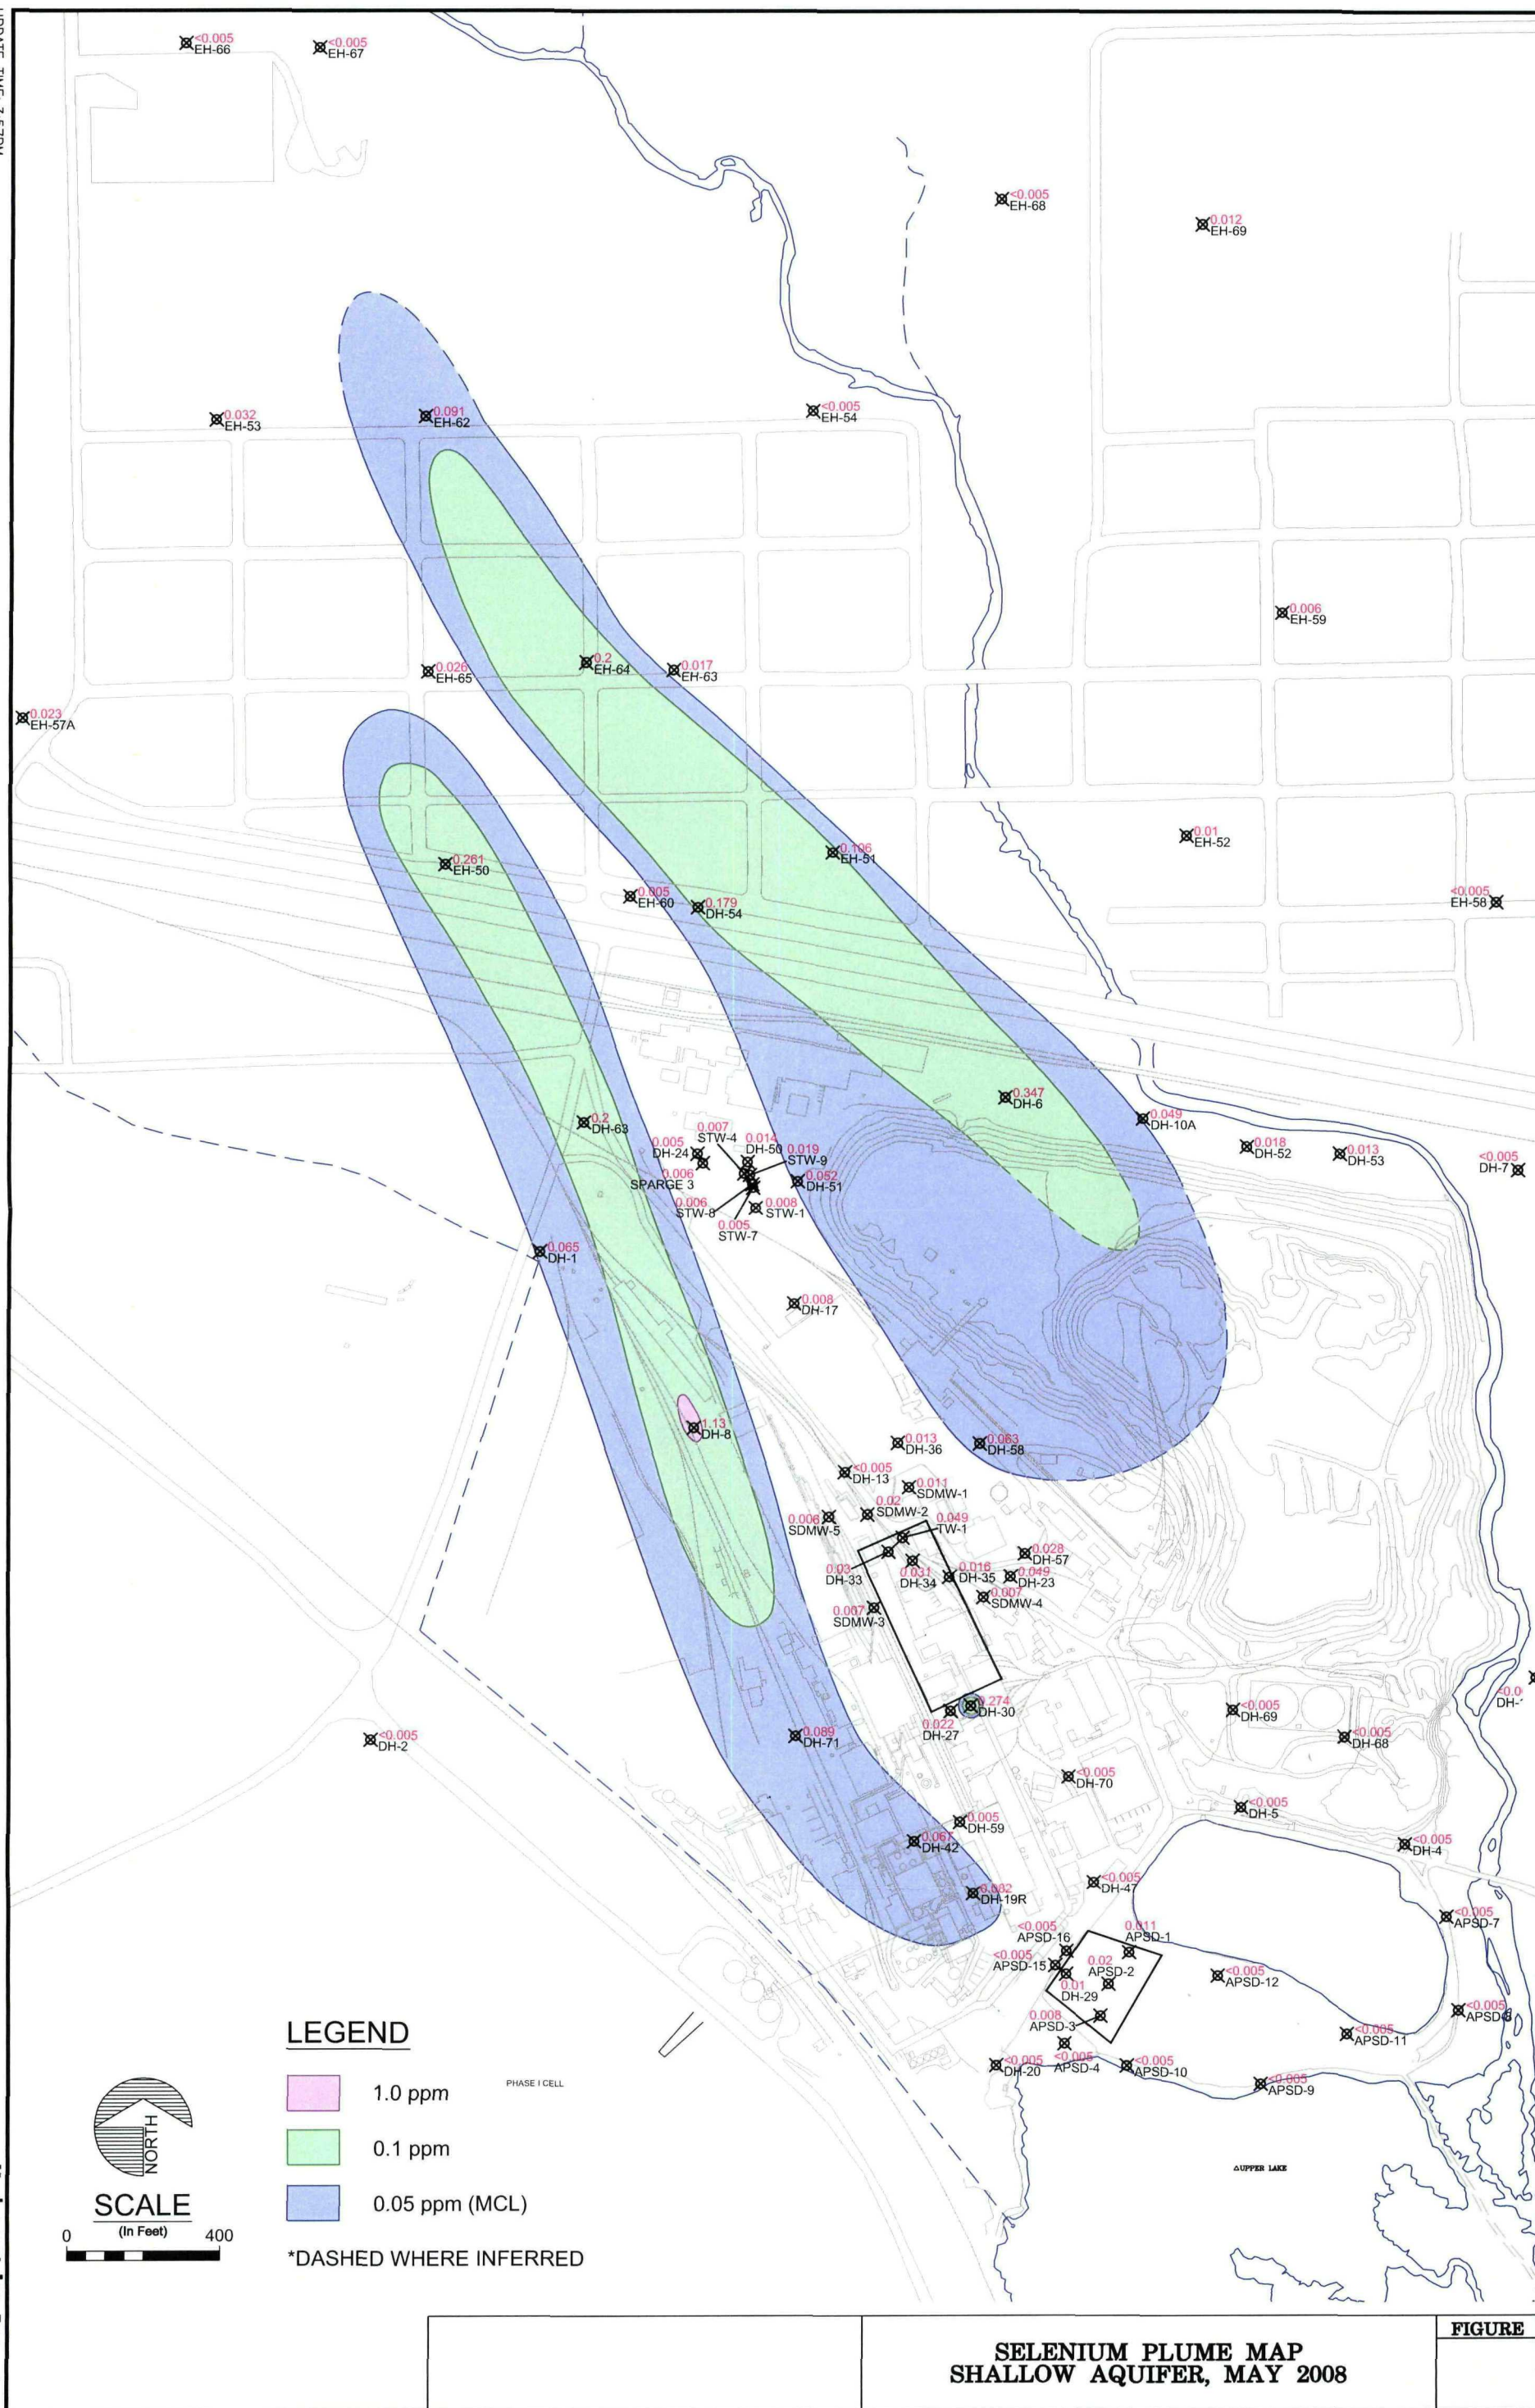 <0.005
EH-66
<0.005
EH-67
<0.005
EH-68
0.012
EH-69
0.032
EH-53
0.091
EH-62
<0.005
EH-54
0.006
EH-59
0.2
EH-64
0.017
EH-63
0.026
EH-65
0.023
EH-57A
0.01
EH-52
0.106
EH-51
0.261
EH-50
0.005
EH-60
0.179
DH-54
<0.005
EH-58
0.347
DH-6
0.049
DH-10A
0.2
DH-63
0.018
DH-52
0.013
DH-53
<0.005
DH-7
0.007
STW-4
0.014
DH-50
0.005
DH-24
0.019
STW-9
0.006
SPARGE 3
0.052
DH-51
0.006
STW-8
0.008
STW-1
0.005
STW-7
0.065
DH-1
0.008
DH-17
1.13
DH-8
0.013
DH-36
0.063
DH-58
<0.005
DH-13
0.011
SDMW-1
0.02
SDMW-2
0.006
SDMW-5
0.049
TW-1
0.028
DH-57
0.03
DH-33
0.031
DH-34
0.016
DH-35
0.049
DH-23
0.007
SDMW-4
0.007
SDMW-3
0.274
DH-30
0.022
DH-27
<0.005
DH-69
<0.005
DH-2
0.089
DH-71
<0.005
DH-68
<0.005
DH-70
<0.005
DH-5
0.005
DH-59
0.067
DH-42
<0.005
DH-4
<0.005
DH-47
DH-19R
<0.005
APSD-7
<0.005
APSD-16
0.011
APSD-1
<0.005
APSD-15
0.02
APSD-2
<0.005
APSD-12
0.01
DH-29
0.008
APSD-3
<0.005
<0.005
APSD-11
<0.005
DH-20
<0.005
APSD-4
<0.005
APSD-10
<0.005
APSD-9
△UPPER LAKE
LEGEND
1.0 ppm
PHASE I CELL
0.1 ppm
0.05 ppm (MCL)
*DASHED WHERE INFERRED
NORTH
SCALE
(In Feet)
0 400
SELENIUM PLUME MAP
SHALLOW AQUIFER, MAY 2008
FIGURE